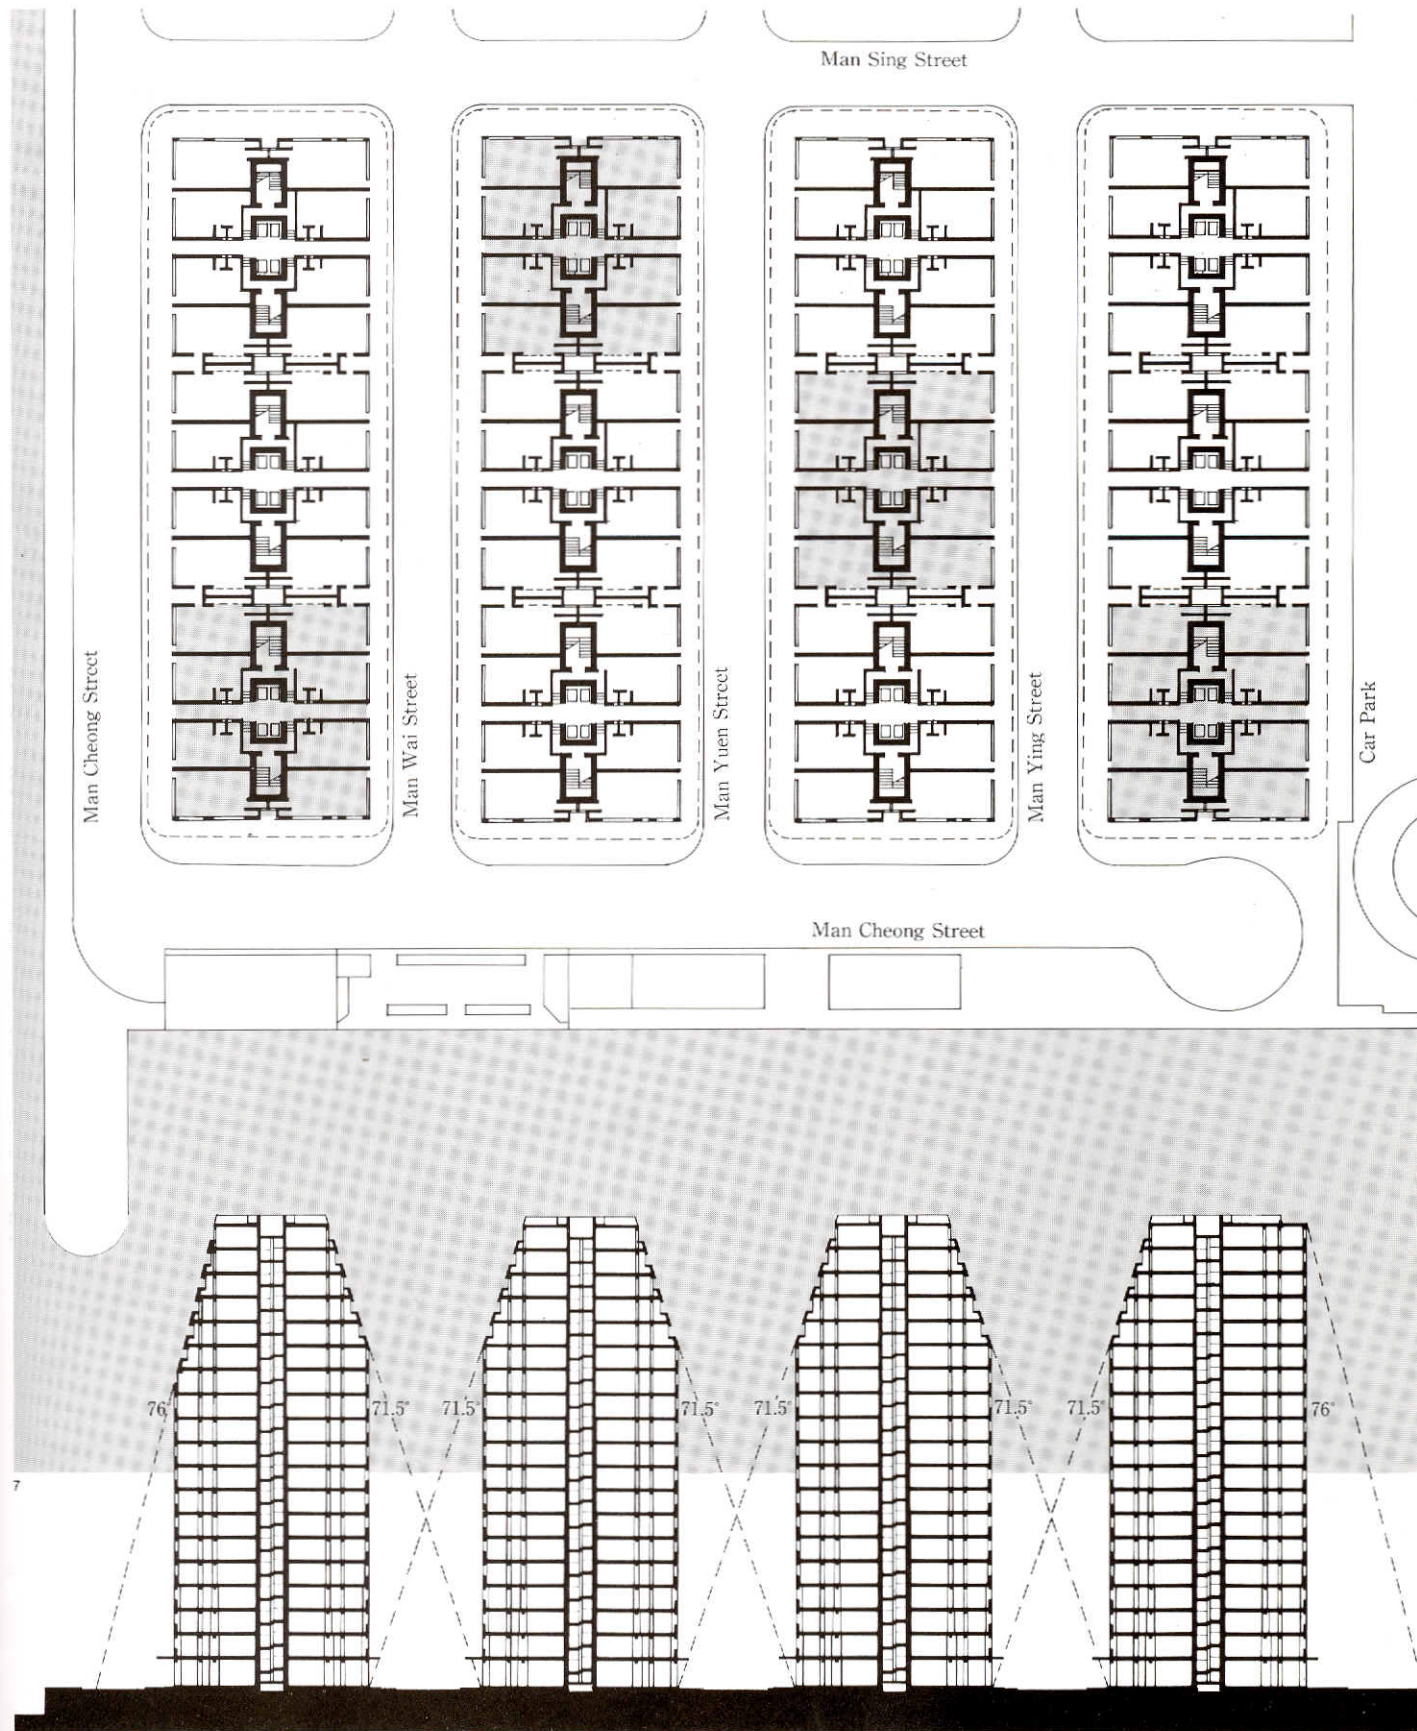 Man Sing Street
Man Cheong Street
Man Wai Street
Man Yuen Street
Man Ying Street
Car Park
Man Cheong Street
76°
71.5°
71.5°
71.5°
71.5°
71.5°
71.5°
76°
7